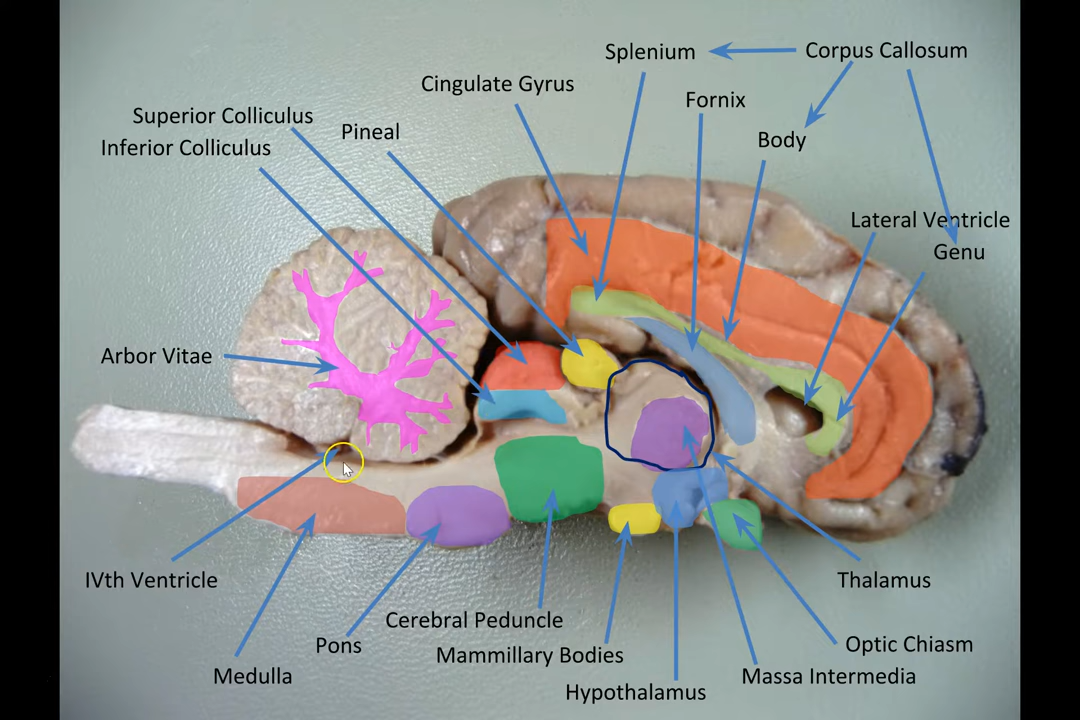 Splenium
Corpus Callosum
Cingulate Gyrus
Fornix
Superior Colliculus
Pineal
Body
Inferior Colliculus
Lateral Ventricle
Genu
Arbor Vitae
IVth Ventricle
Thalamus
Cerebral Peduncle
Pons
Optic Chiasm
Mammillary Bodies
Medulla
Massa Intermedia
Hypothalamus